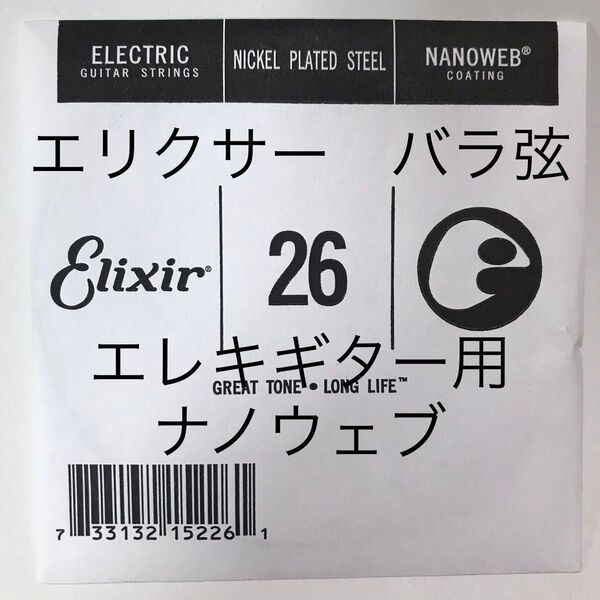 ELECTRIC
GUITAR STRINGS
NICKEL PLATED STEEL
NANOWEB®
COATING
エリクサー　バラ弦
Elixir®
26
エレキギター用
GREAT TONE • LONG LIFE™
ナノウェブ
7 33132 15226 1